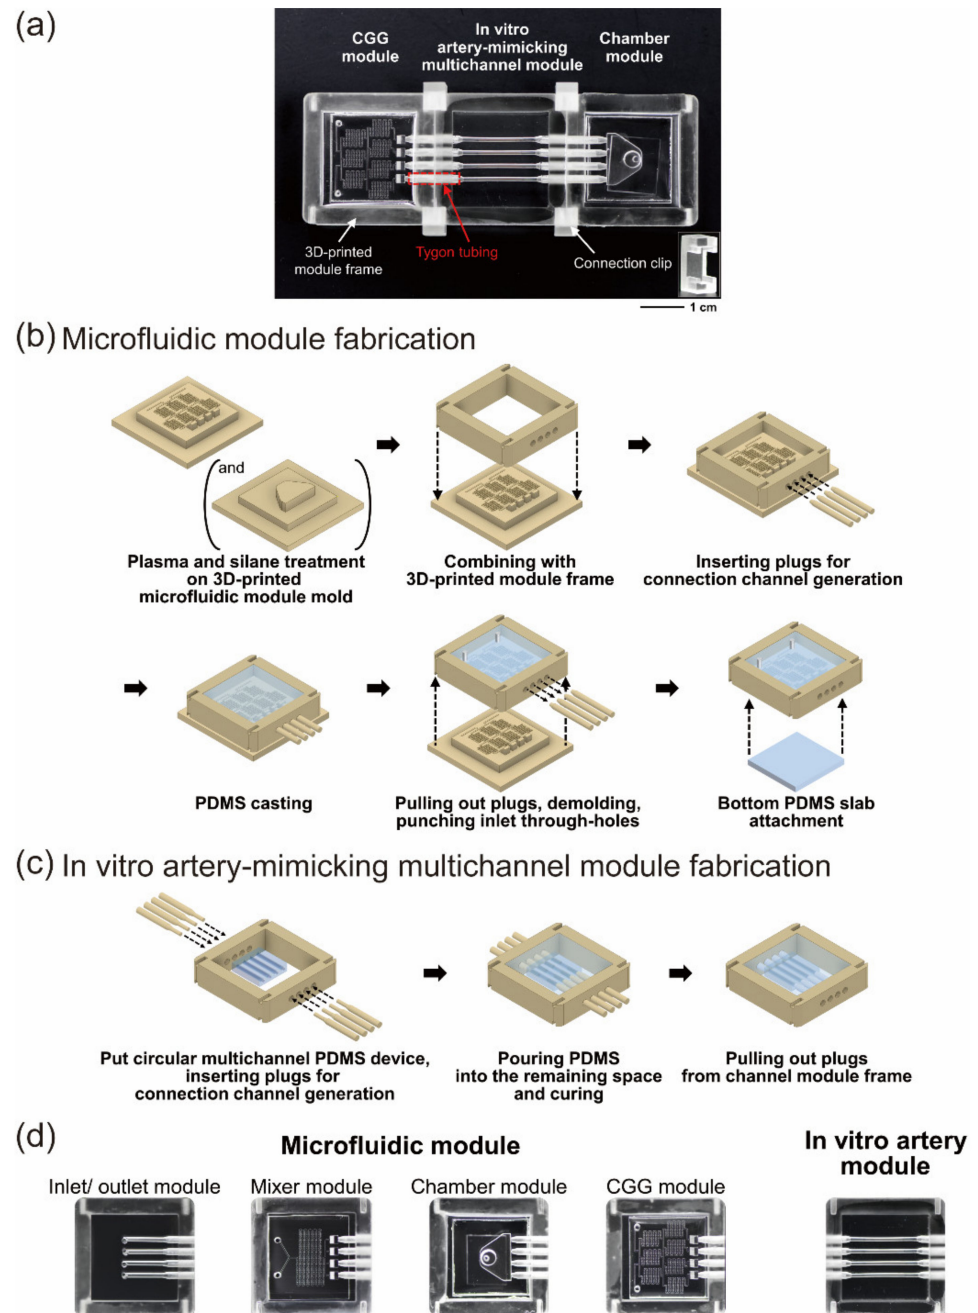 (a)
CGG
module
In vitro
artery-mimicking
multichannel module
Chamber
module
3D-printed
module frame
Tygon tubing
Connection clip
1 cm
(b) Microfluidic module fabrication
and
Plasma and silane treatment
on 3D-printed
microfluidic module mold
Combining with
3D-printed module frame
Inserting plugs for
connection channel generation
PDMS casting
Pulling out plugs, demolding,
punching inlet through-holes
Bottom PDMS slab
attachment
(c) In vitro artery-mimicking multichannel module fabrication
Put circular multichannel PDMS device,
inserting plugs for
connection channel generation
Pouring PDMS
into the remaining space
and curing
Pulling out plugs
from channel module frame
(d)
Microfluidic module
In vitro artery
module
Inlet/ outlet module
Mixer module
Chamber module
CGG module